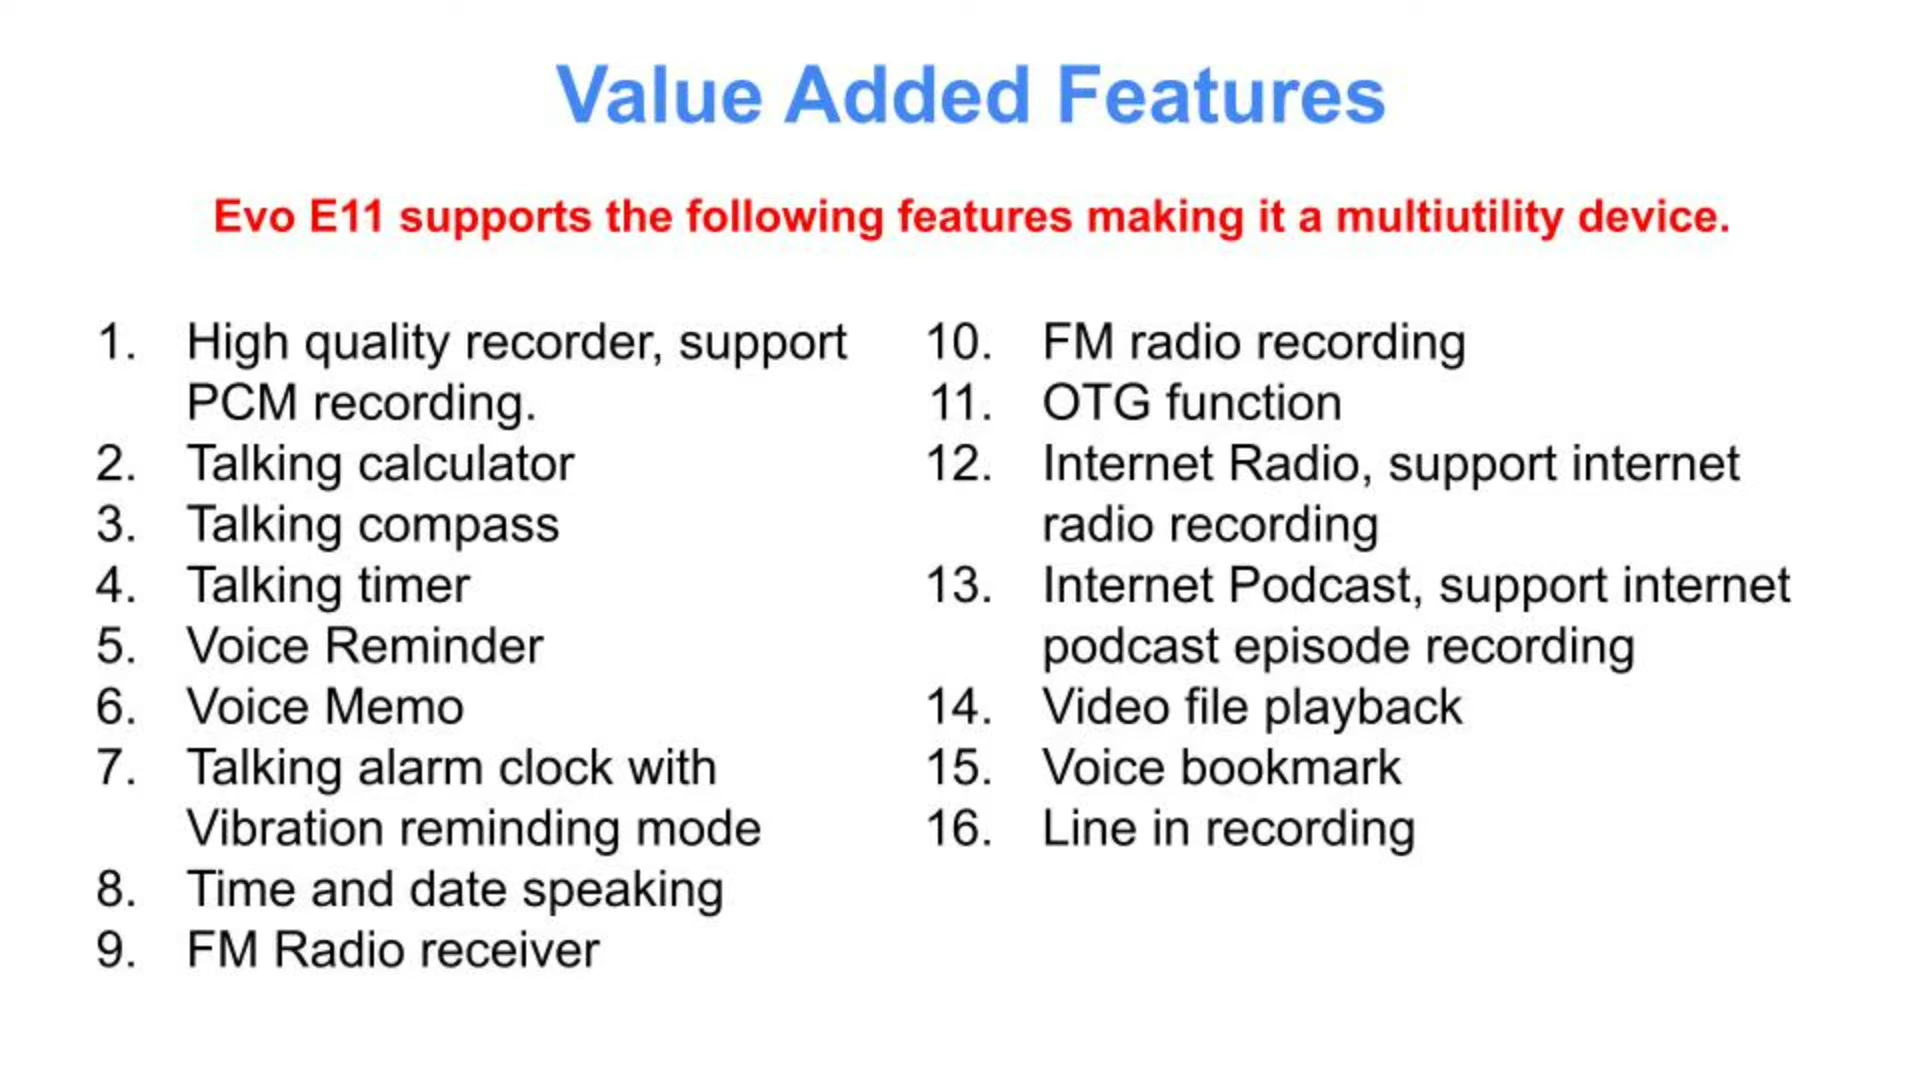 Value Added Features
Evo E11 supports the following features making it a multiutility device.
1. High quality recorder, support
PCM recording.
2. Talking calculator
3. Talking compass
4. Talking timer
5. Voice Reminder
6. Voice Memo
7. Talking alarm clock with
Vibration reminding mode
8. Time and date speaking
9. FM Radio receiver
10. FM radio recording
11. OTG function
12. Internet Radio, support internet
radio recording
13. Internet Podcast, support internet
podcast episode recording
14. Video file playback
15. Voice bookmark
16. Line in recording